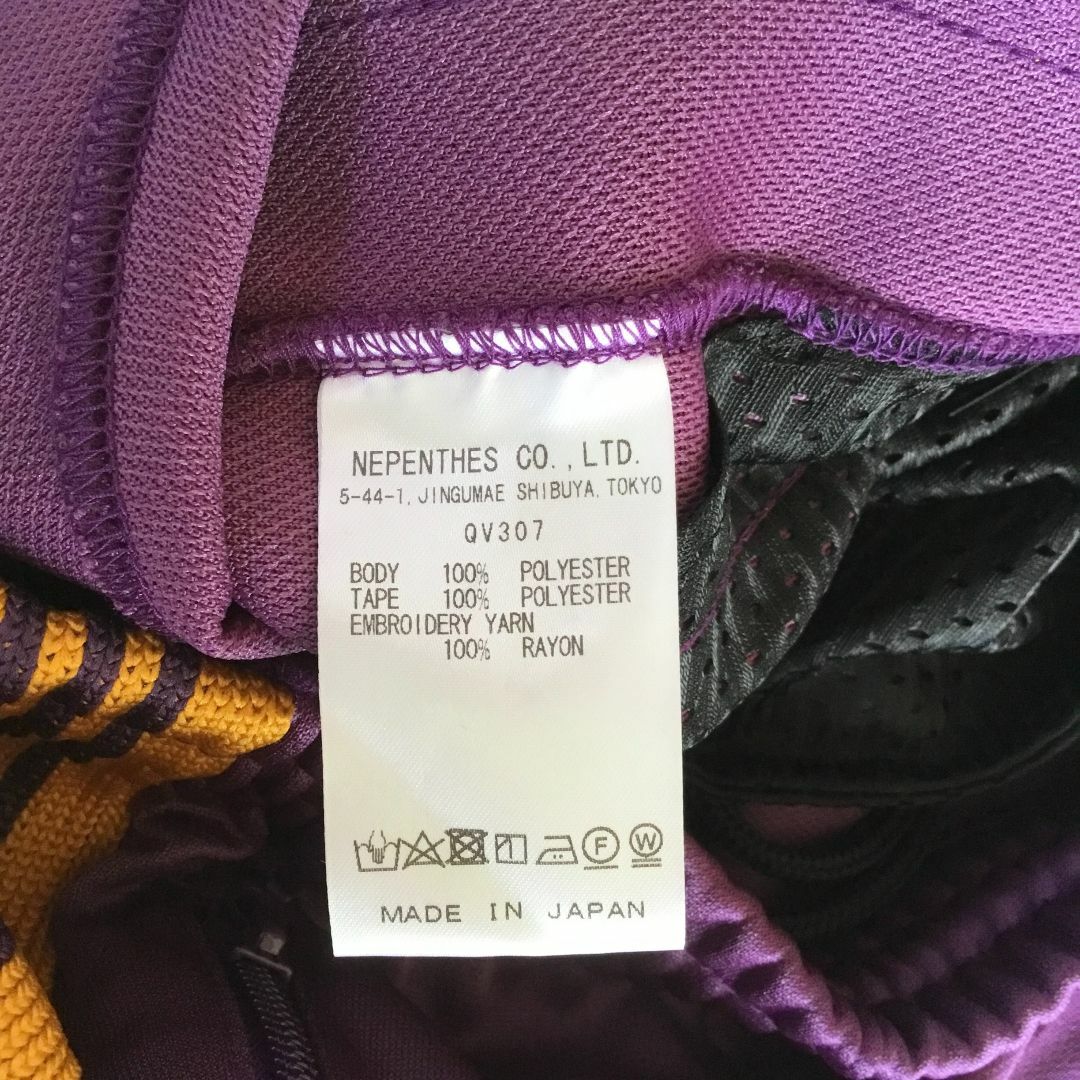 NEPENTHES CO.,LTD.
5-44-1, JINGUMAE SHIBUYA, TOKYO
QV307
BODY 100% POLYESTER
TAPE 100% POLYESTER
EMBROIDERY YARN
100% RAYON
F W
MADE IN JAPAN